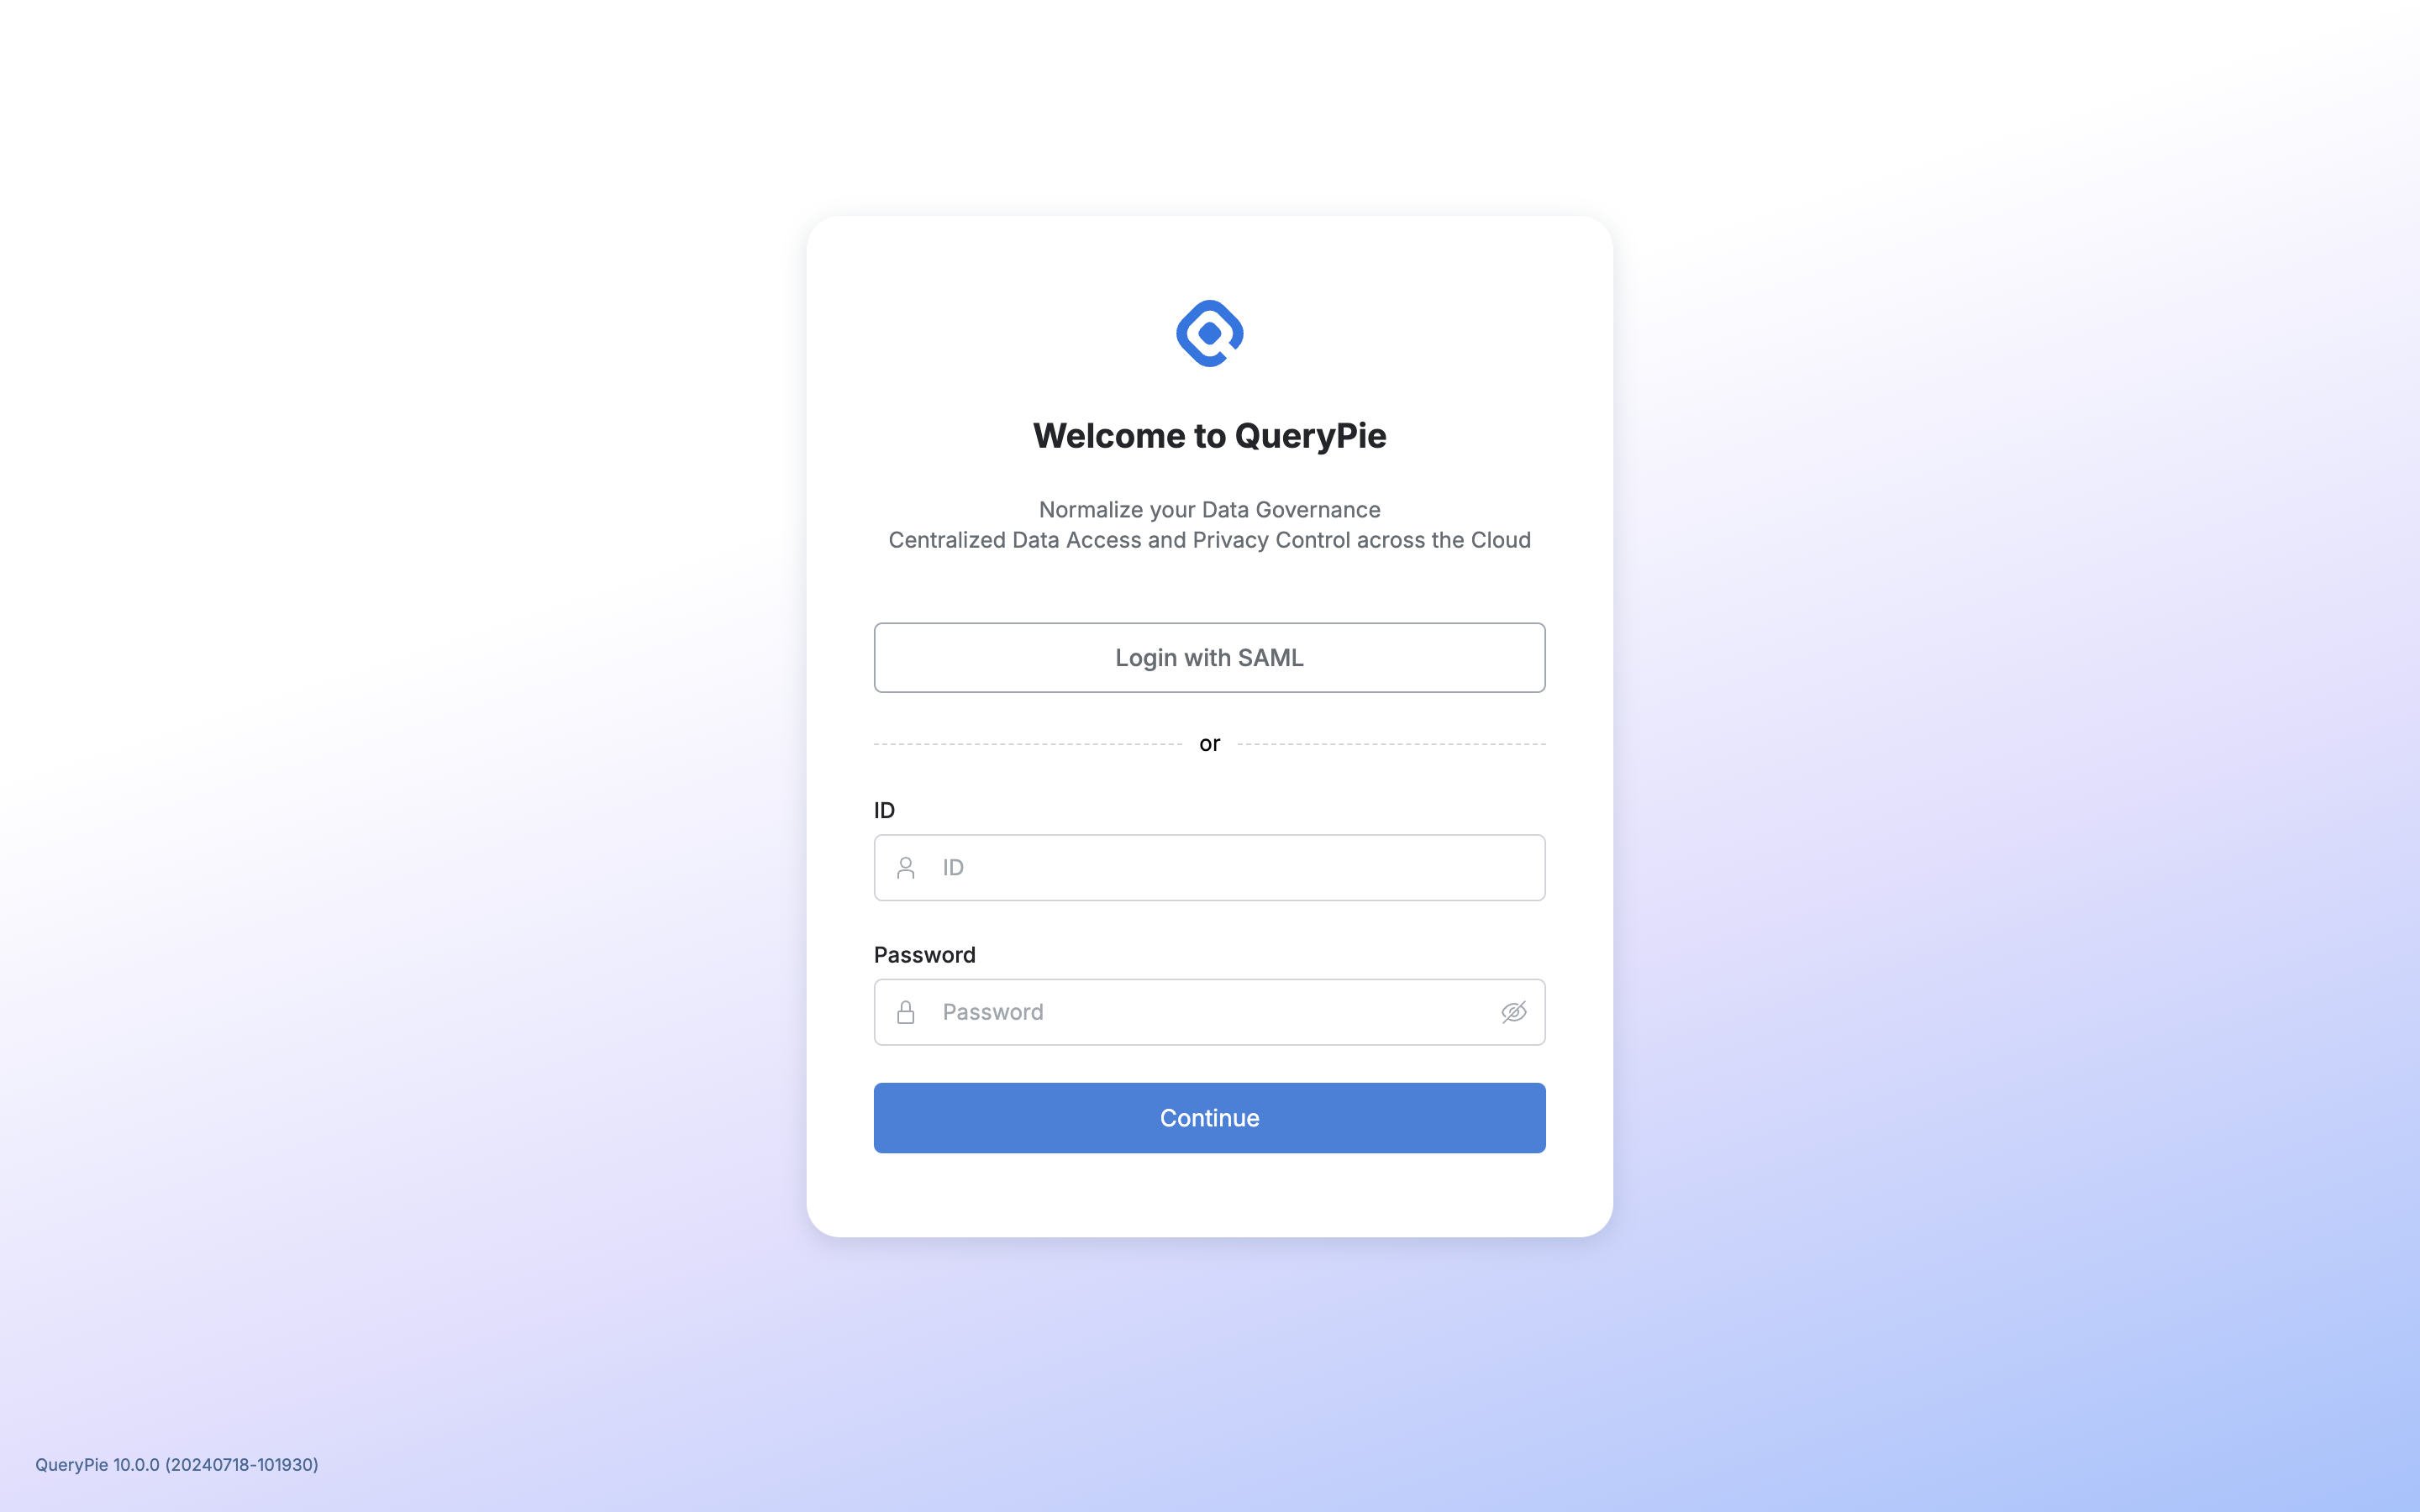 Welcome to QueryPie
Normalize your Data Governance
Centralized Data Access and Privacy Control across the Cloud
Login with SAML
or
ID
ID
Password
Password
Continue
QueryPie 10.0.0 (20240718-101930)